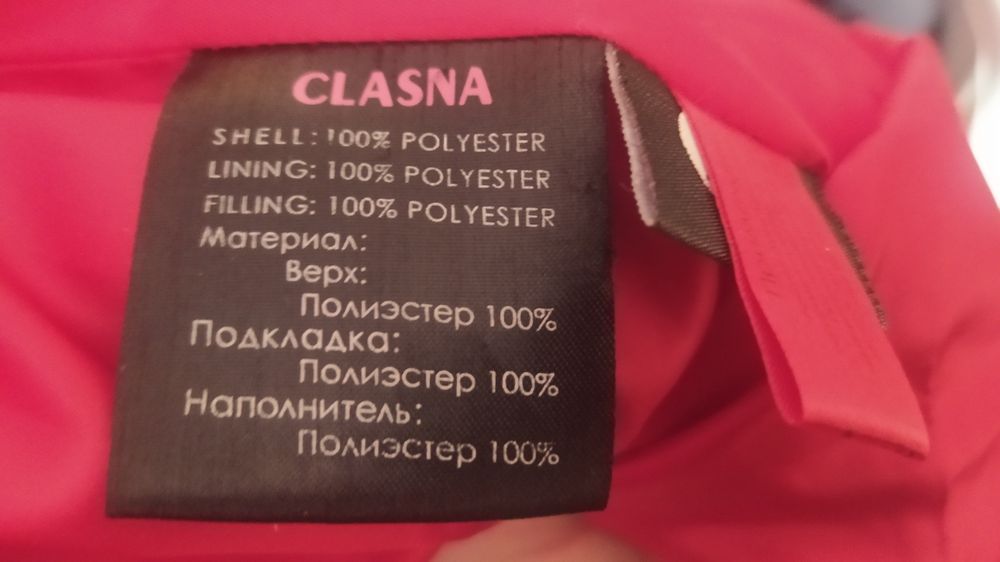 CLASNA
SHELL: 100% POLYESTER
LINING: 100% POLYESTER
FILLING: 100% POLYESTER
Материал:
Верх:
Полиэстер 100%
Подкладка:
Полиэстер 100%
Наполнитель:
Полиэстер 100%